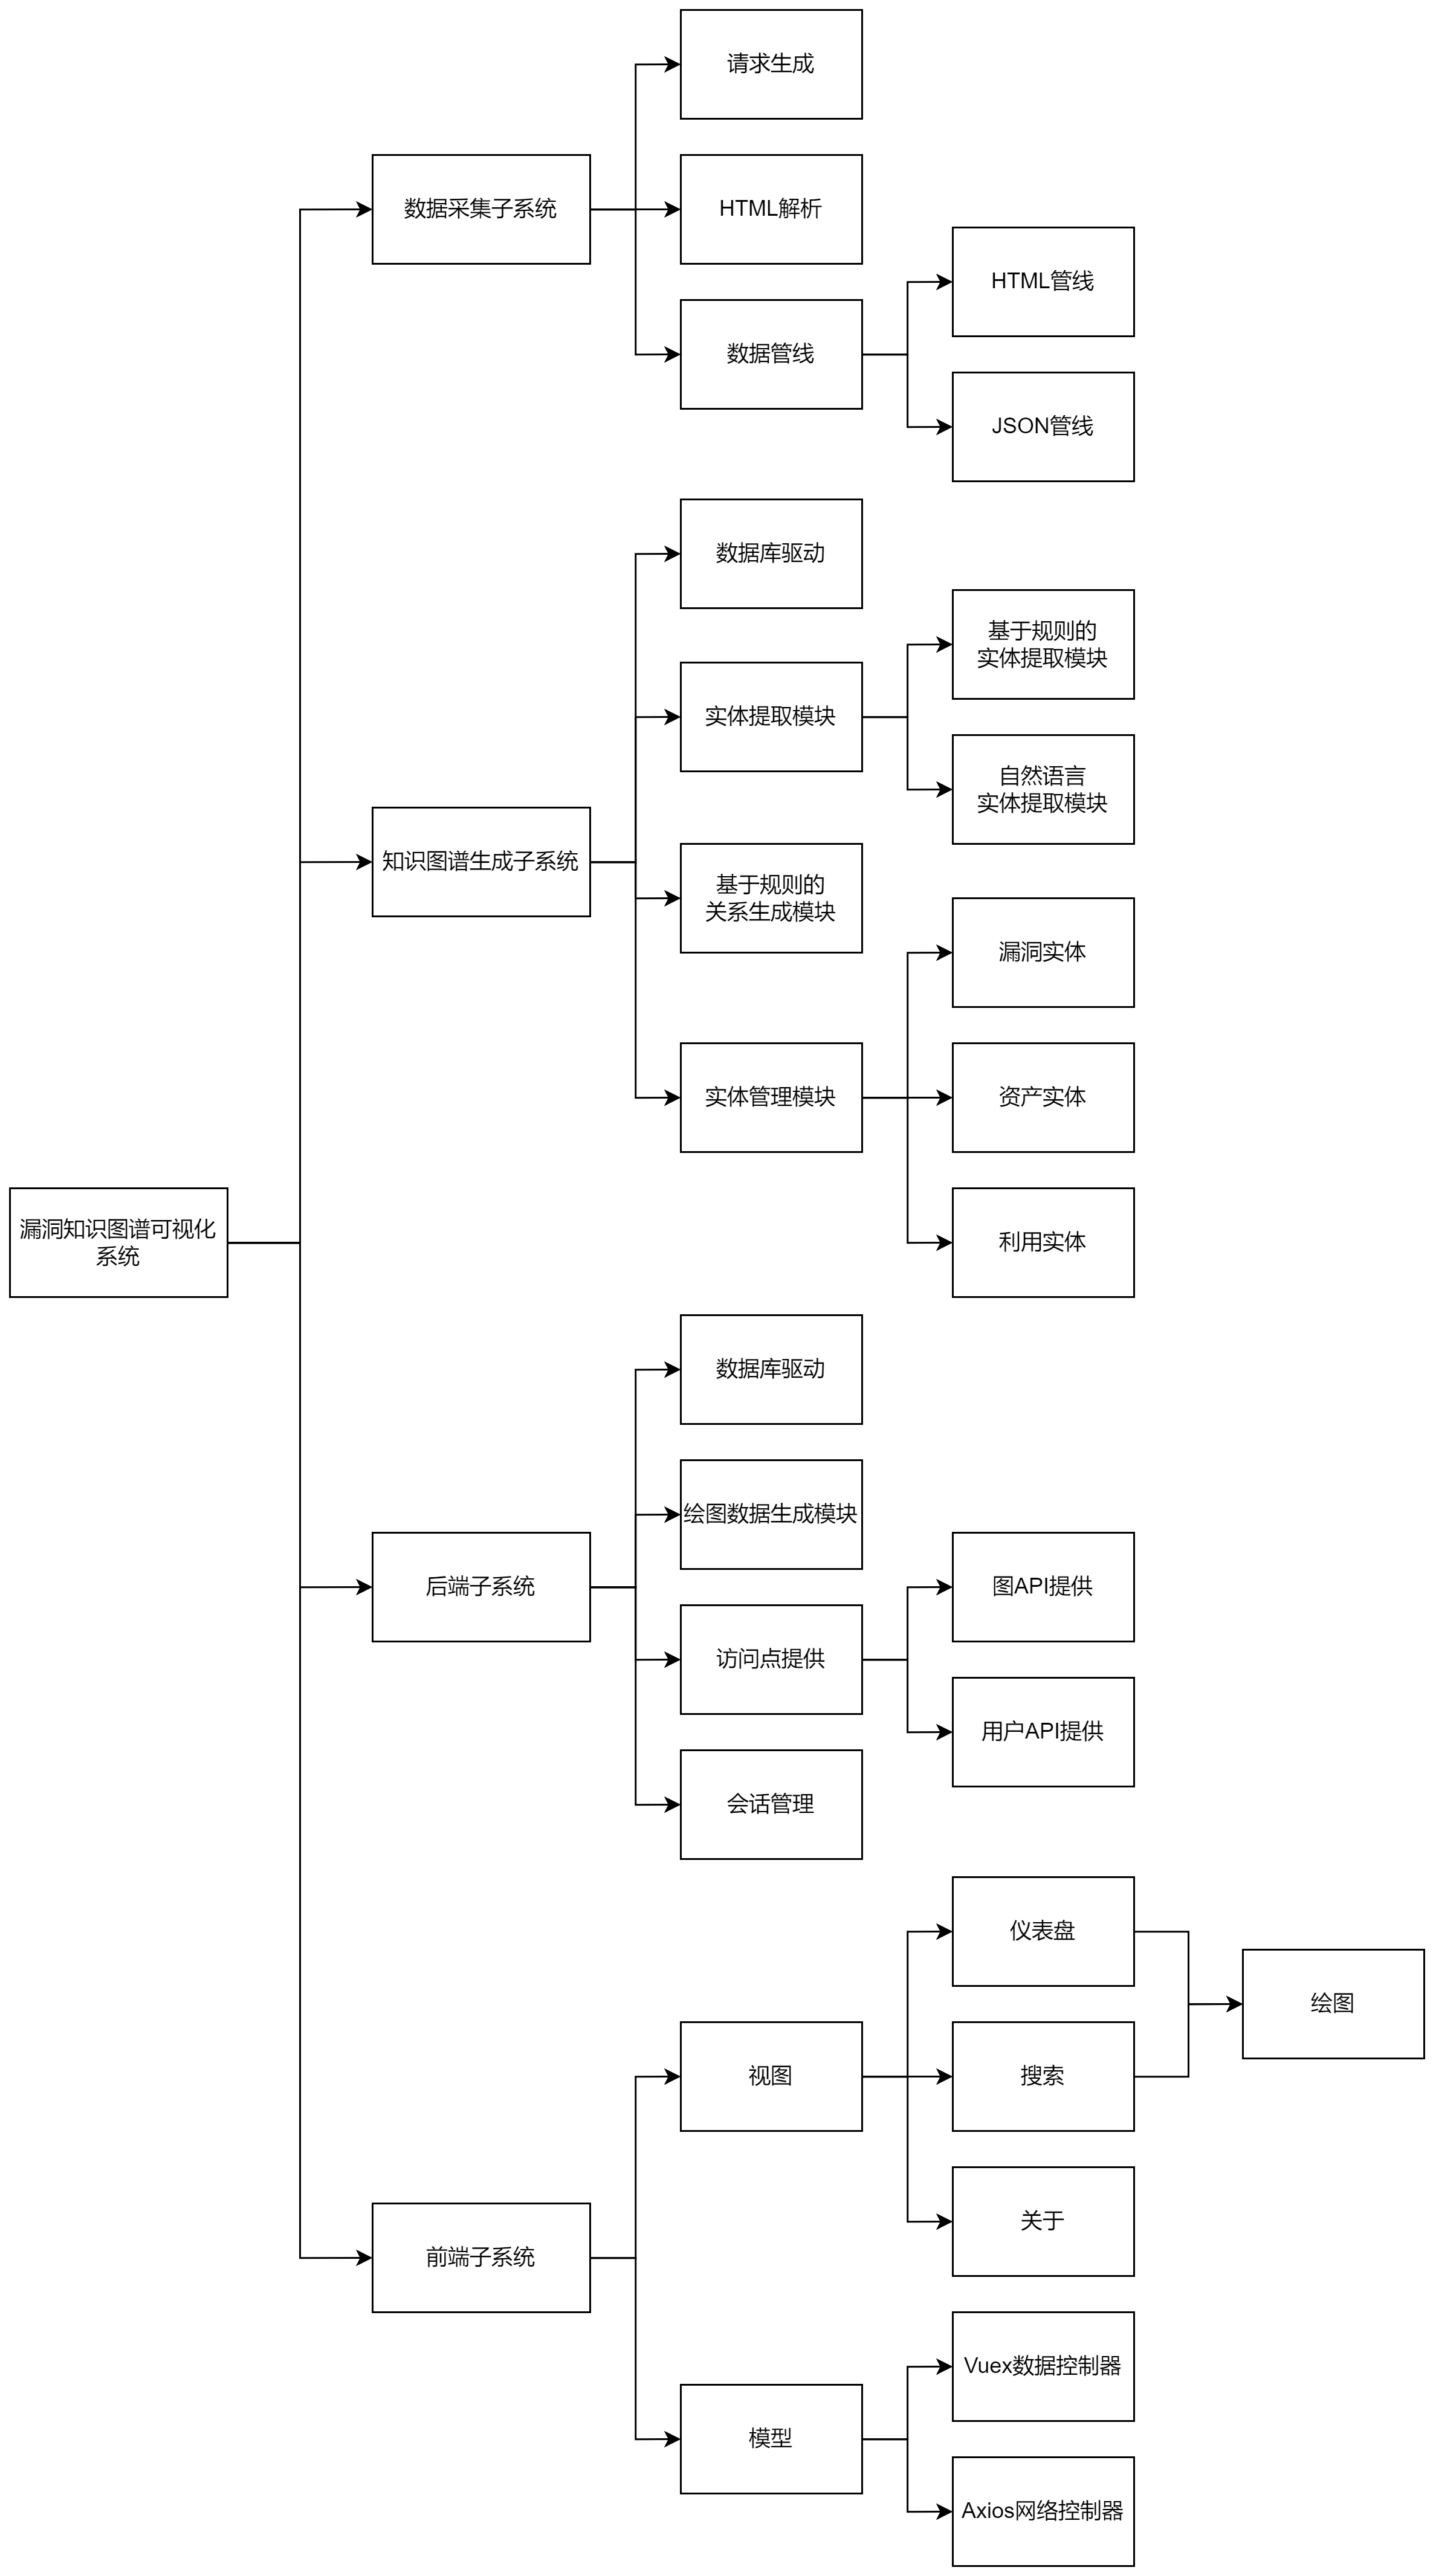 请求生成
数据采集子系统
HTML解析
HTML管线
数据管线
JSON管线
数据库驱动
基于规则的
实体提取模块
实体提取模块
自然语言
实体提取模块
知识图谱生成子系统
基于规则的
关系生成模块
漏洞实体
实体管理模块
资产实体
漏洞知识图谱可视化
系统
利用实体
数据库驱动
绘图数据生成模块
后端子系统
图API提供
访问点提供
用户API提供
会话管理
仪表盘
绘图
视图
搜索
关于
前端子系统
Vuex数据控制器
模型
Axios网络控制器